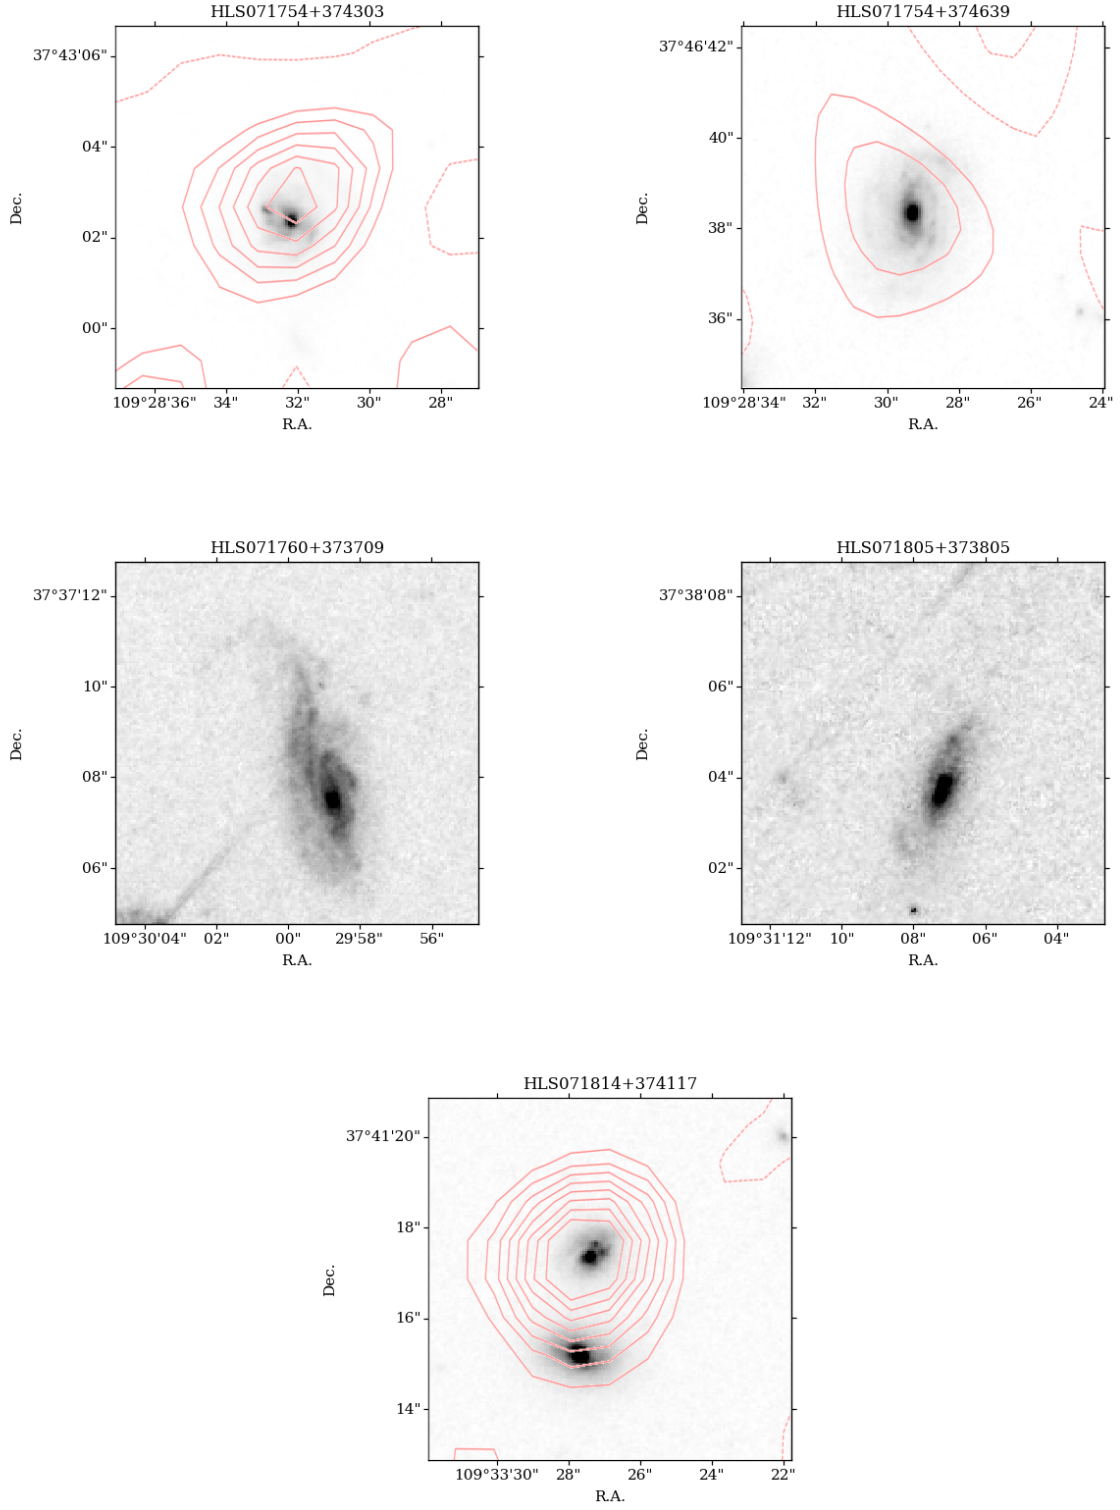 HLS071754+374303
37°43'06"
04"
02"
00"
Dec.
109°28'36" 34" 32" 30" 28"
R.A.
HLS071754+374639
37°46'42"
40"
38"
36"
Dec.
109°28'34" 32" 30" 28" 26" 24"
R.A.
HLS071760+373709
37°37'12"
10"
08"
06"
Dec.
109°30'04" 02" 00" 29'58" 56"
R.A.
HLS071805+373805
37°38'08"
06"
04"
02"
Dec.
109°31'12" 10" 08" 06" 04"
R.A.
HLS071814+374117
37°41'20"
18"
16"
14"
Dec.
109°33'30" 28" 26" 24" 22"
R.A.